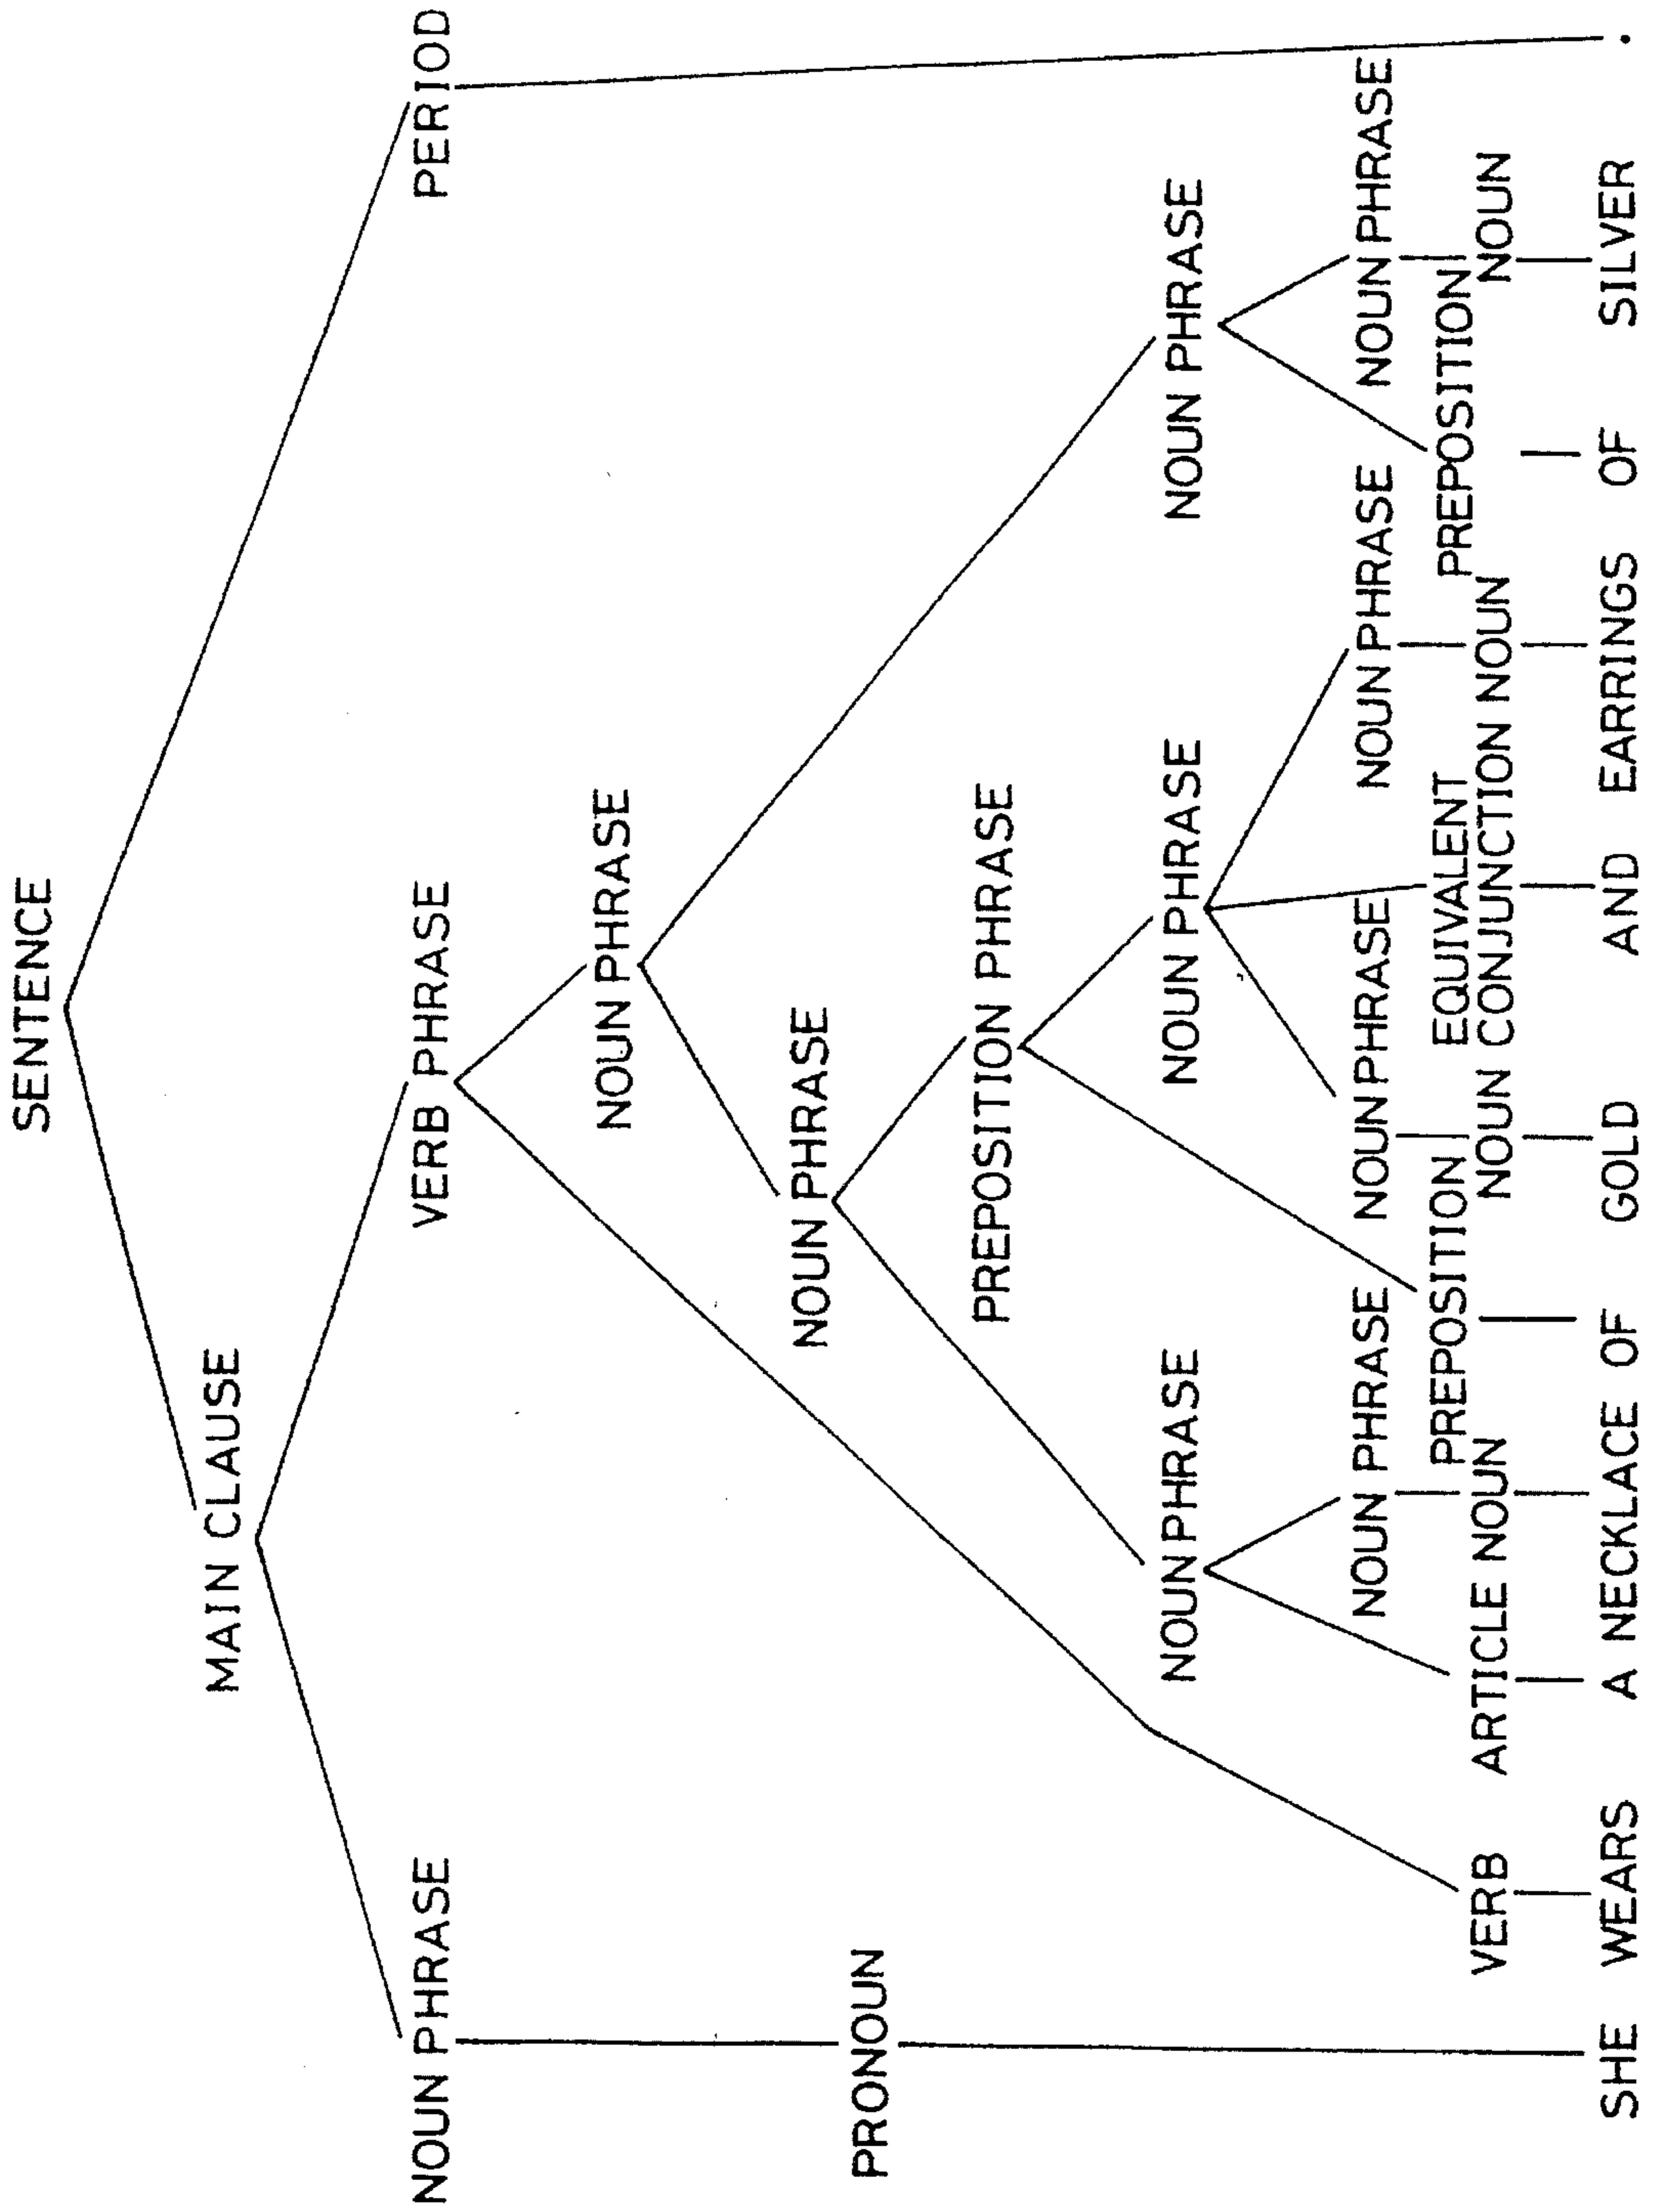 SENTENCE
MAIN CLAUSE
NOUN PHRASE VERB PHRASE PERIOD
NOUN PHRASE
NOUN PHRASE
PRONOUN
PREPOSITION PHRASE
NOUN PHRASE NOUN PHRASE NOUN PHRASE
NOUN PHRASE NOUN PHRASE NOUN PHRASE NOUN PHRASE
PREPOSITION EQUIVALENT PREPOSITION
VERB ARTICLE NOUN NOUN CONJUNCTION NOUN NOUN
SHE WEARS A NECKLACE OF GOLD AND EARRINGS OF SILVER .